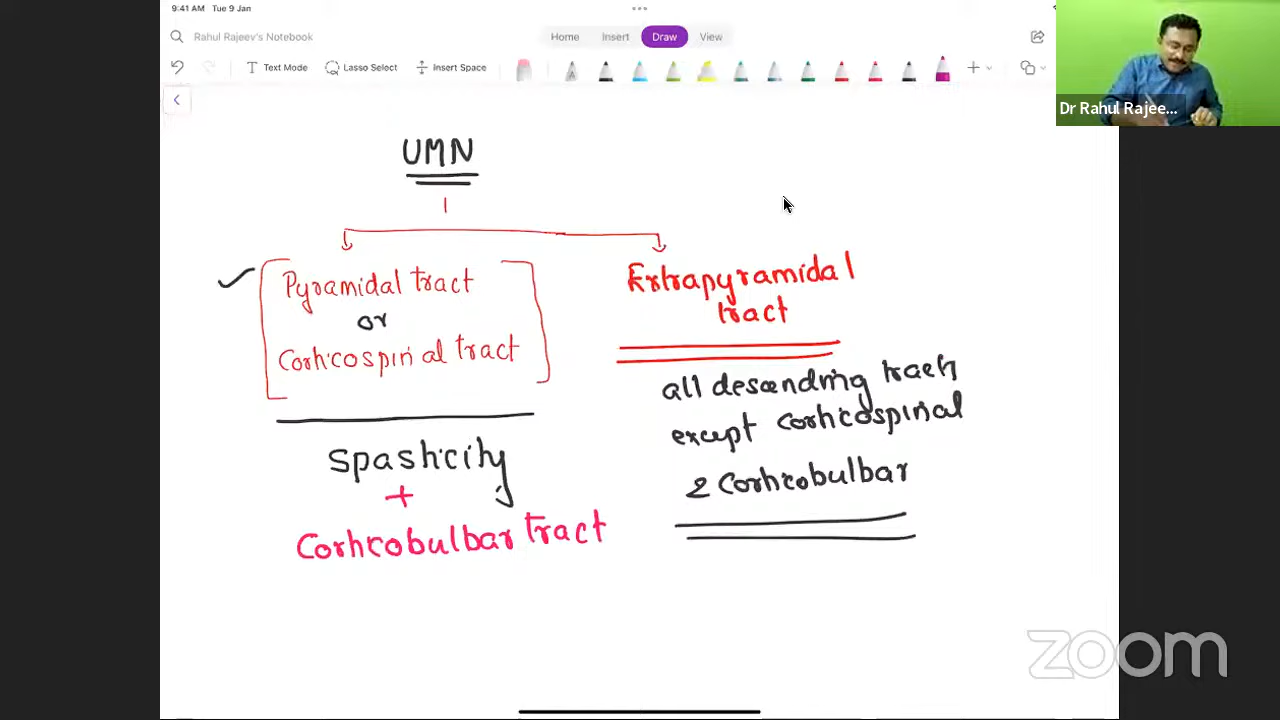 9:41 AM Tue 9 Jan
Rahul Rajeev's Notebook
Home Insert Draw View
Text Mode Lasso Select Insert Space
Dr Rahul Rajee...
UMN
Pyramidal tract
or
Corticospinal tract
Extrapyramidal
tract
all descending tracts
except corticospinal
& Corticobulbar
Spasticity
+
Corticobulbar tract
zoom